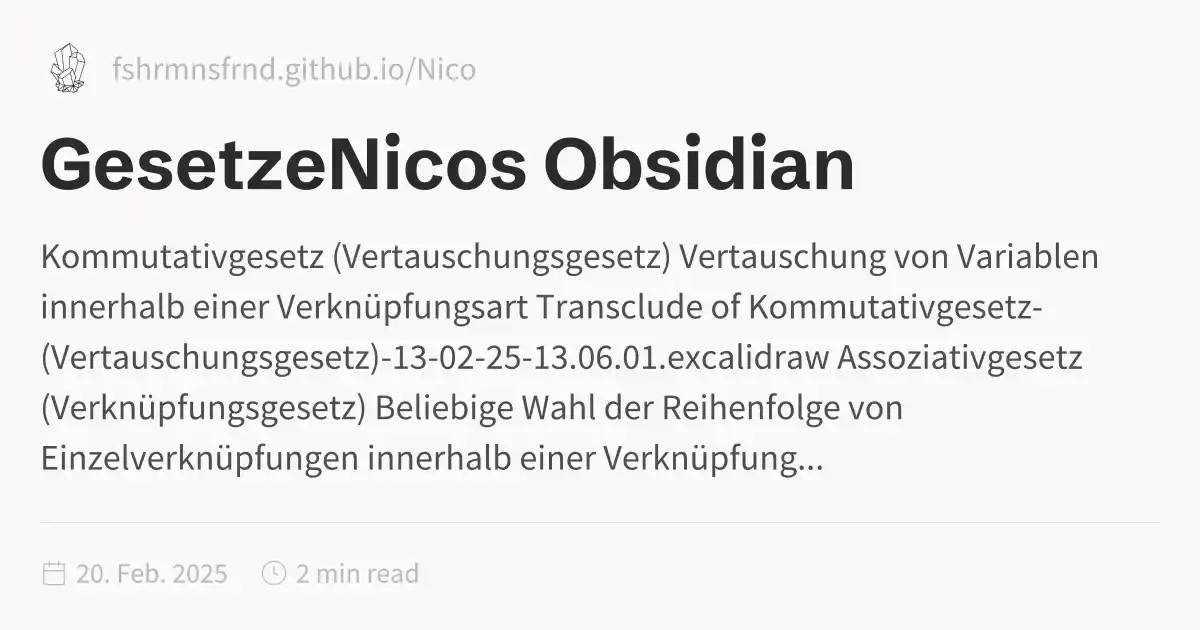 fshrmnsfrnd.github.io/Nico
GesetzeNicos Obsidian
Kommutativgesetz (Vertauschungsgesetz) Vertauschung von Variablen
innerhalb einer Verknüpfungsart Transclude of Kommutativgesetz-
(Vertauschungsgesetz)-13-02-25-13.06.01.excalidraw Assoziativgesetz
(Verknüpfungsgesetz) Beliebige Wahl der Reihenfolge von
Einzelverknüpfungen innerhalb einer Verknüpfung...
20. Feb. 2025 2 min read